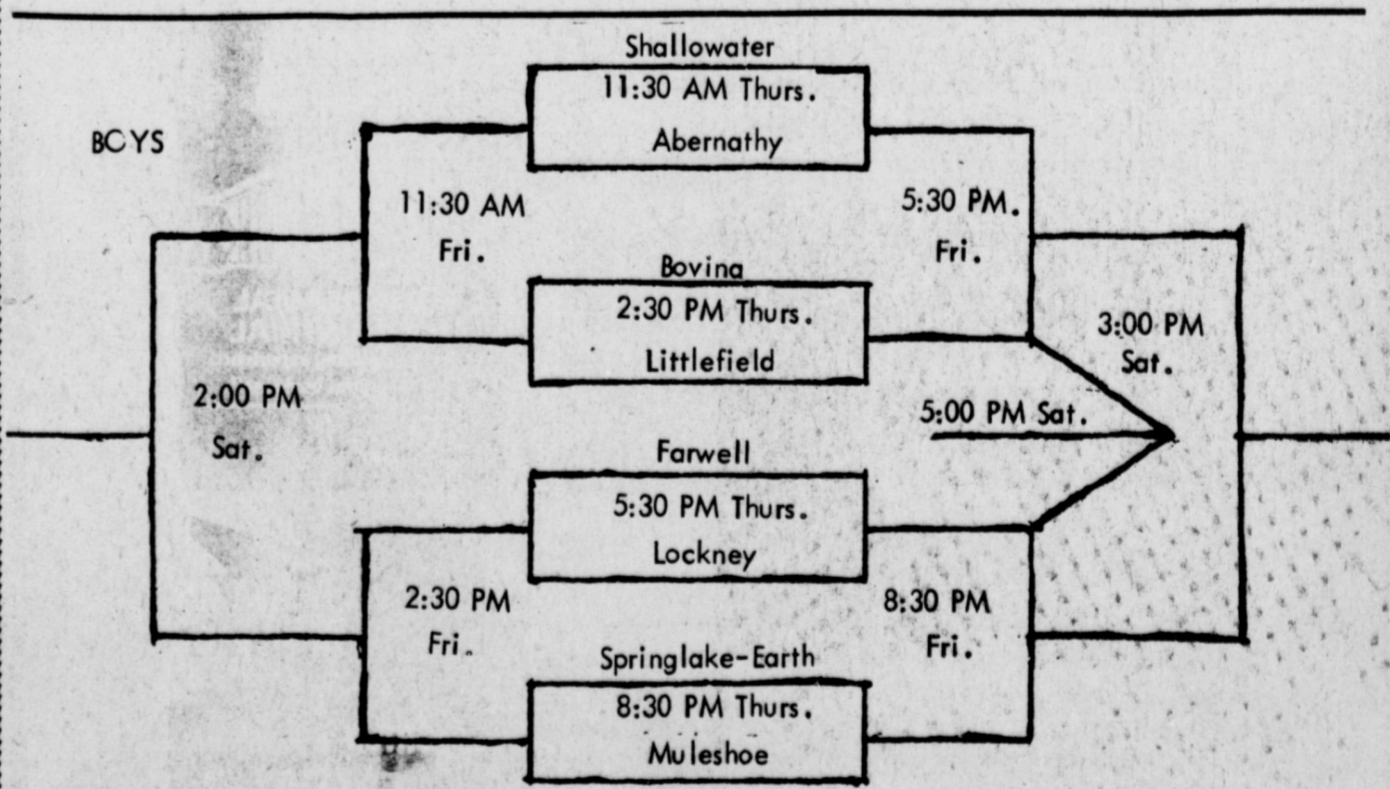 Shallowater
11:30 AM Thurs.
Abernathy
BOYS
11:30 AM
Fri.
5:30 PM.
Fri.
Bovina
2:30 PM Thurs.
Littlefield
3:00 PM
Sat.
2:00 PM
Sat.
5:00 PM Sat.
Farwell
5:30 PM Thurs.
Lockney
2:30 PM
Fri.
8:30 PM
Fri.
Springlake-Earth
8:30 PM Thurs.
Muleshoe